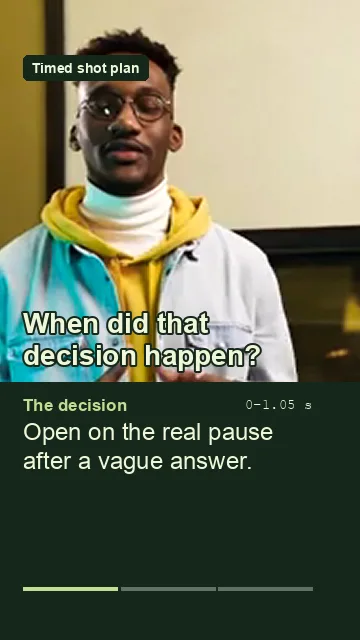 Timed shot plan
When did that
decision happen?
The decision
0–1.05 s
Open on the real pause
after a vague answer.